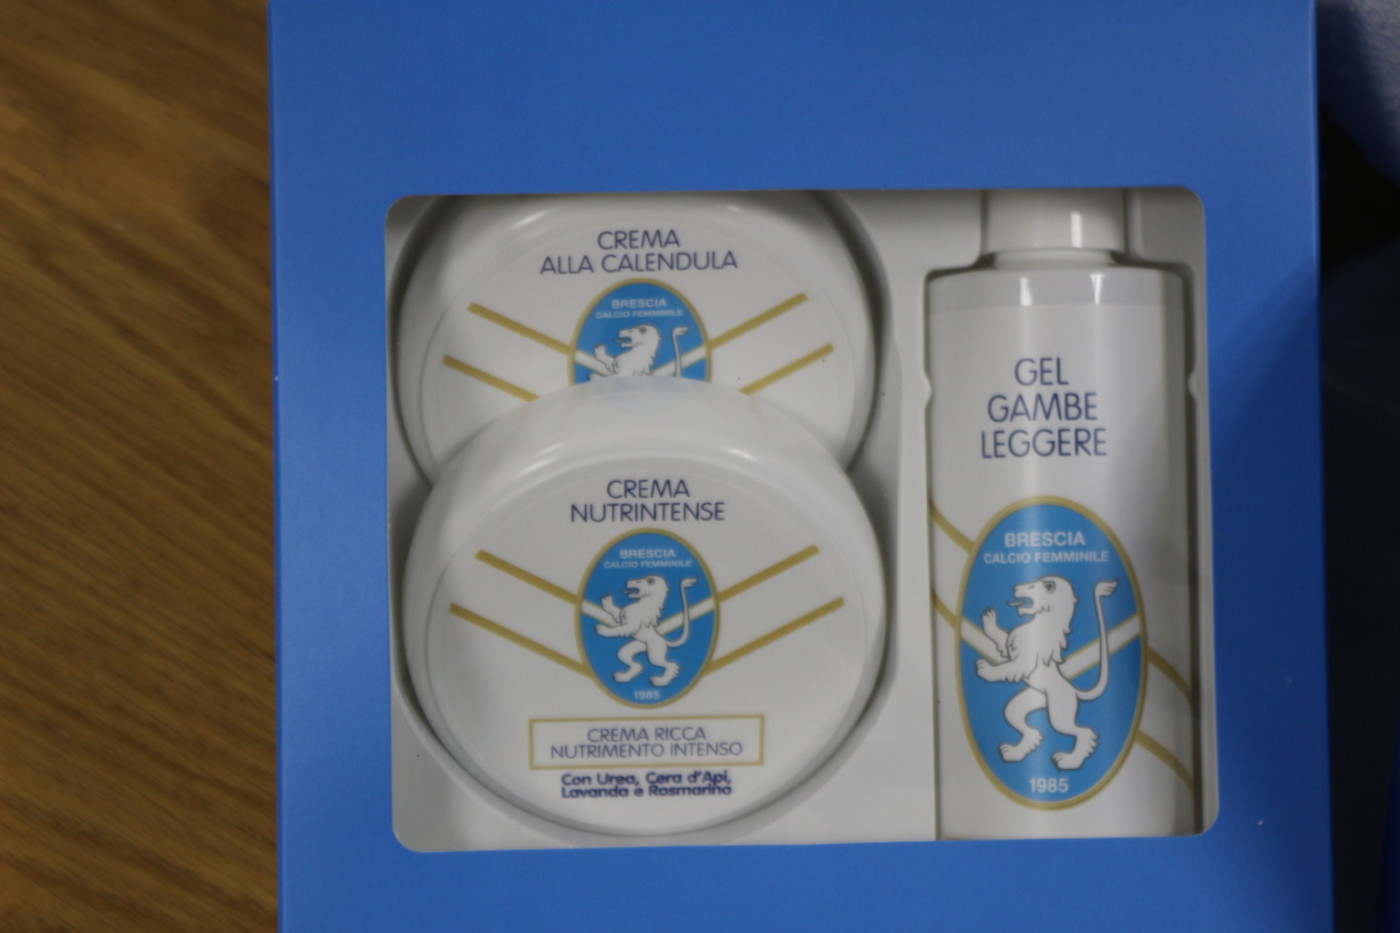 CREMA
ALLA CALENDULA
BRESCIA
CALCIO FEMMINILE
CREMA
NUTRINTENSE
BRESCIA
CALCIO FEMMINILE
1985
CREMA RICCA
NUTRIMENTO INTENSO
Con Urea, Cera d'Api,
Lavanda e Rosmarino
GEL
GAMBE
LEGGERE
BRESCIA
CALCIO FEMMINILE
1985